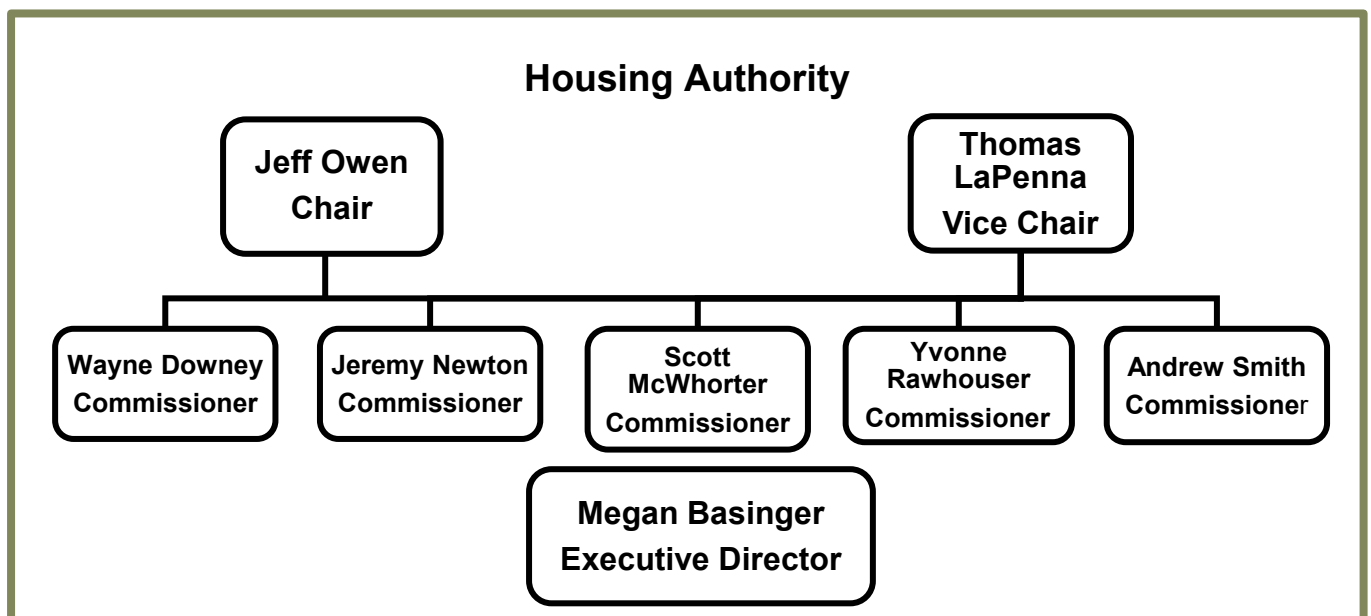 Housing Authority
Jeff Owen
Chair
Thomas
LaPenna
Vice Chair
Wayne Downey
Commissioner
Jeremy Newton
Commissioner
Scott
McWhorter
Commissioner
Yvonne
Rawhouser
Commissioner
Andrew Smith
Commissioner
Megan Basinger
Executive Director